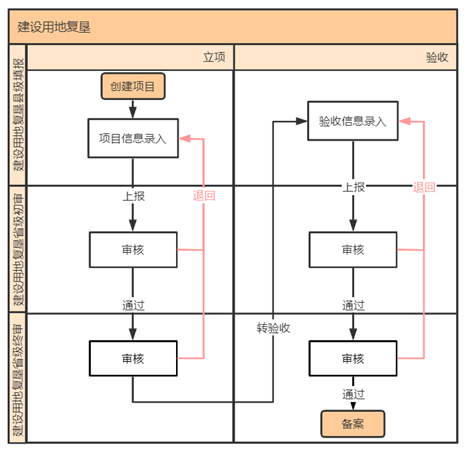 建设用地复垦
立项
验收
建设用地复垦县级填报
创建项目
项目信息录入
验收信息录入
上报
退回
上报
退回
建设用地复垦省级初审
审核
审核
通过
通过
转验收
建设用地复垦省级终审
审核
审核
通过
备案